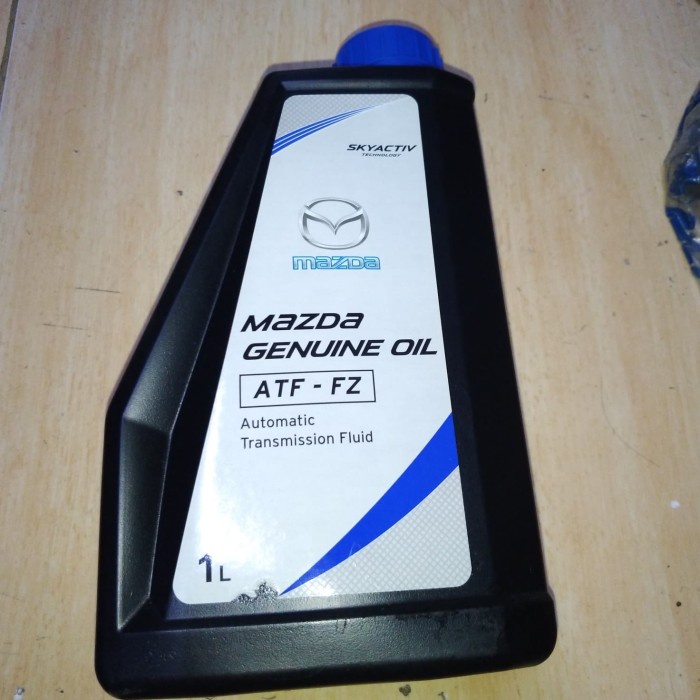 SKYACTIV
TECHNOLOGY
mazda
Mazda
GENUINE OIL
ATF - FZ
Automatic
Transmission Fluid
1L